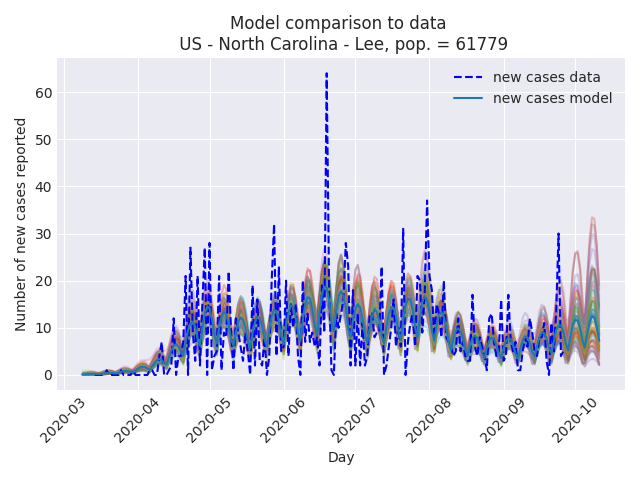 Model comparison to data
US - North Carolina - Lee, pop. = 61779
new cases data
new cases model
Number of new cases reported
60
50
40
30
20
10
0
2020-03
2020-04
2020-05
2020-06
2020-07
2020-08
2020-09
2020-10
Day